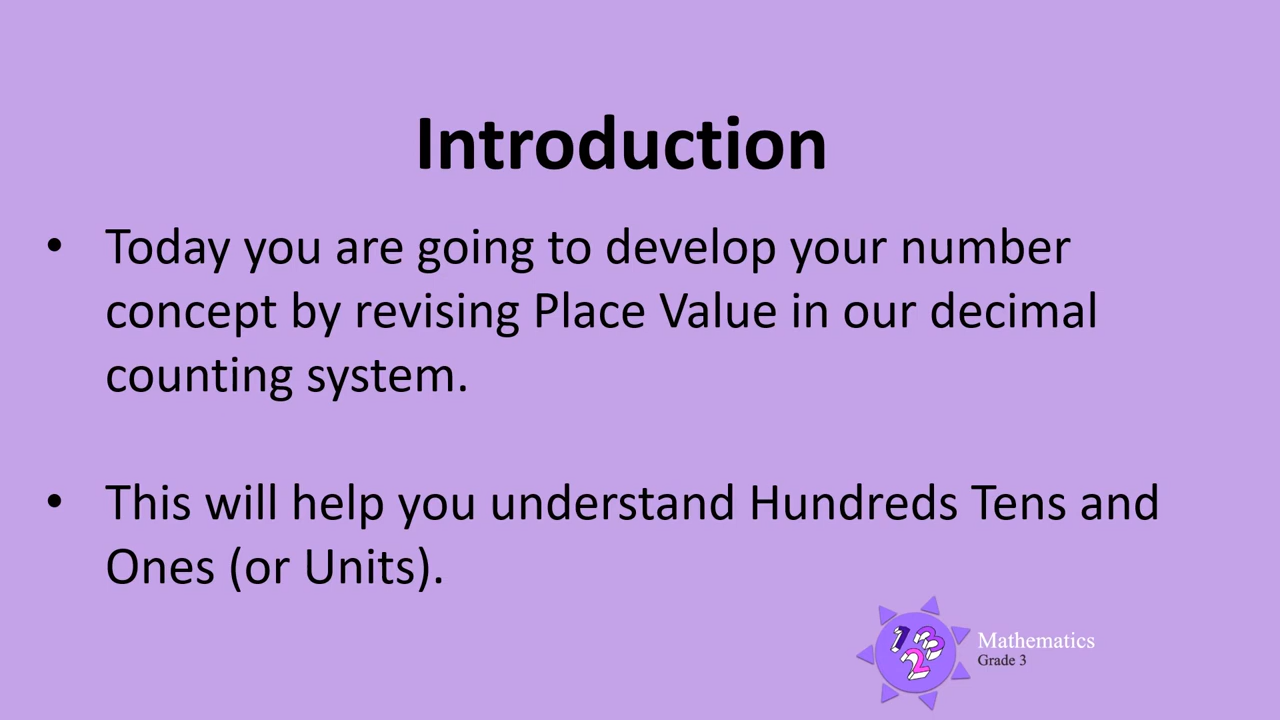 Introduction
• Today you are going to develop your number
concept by revising Place Value in our decimal
counting system.
• This will help you understand Hundreds Tens and
Ones (or Units).
123
Mathematics
Grade 3